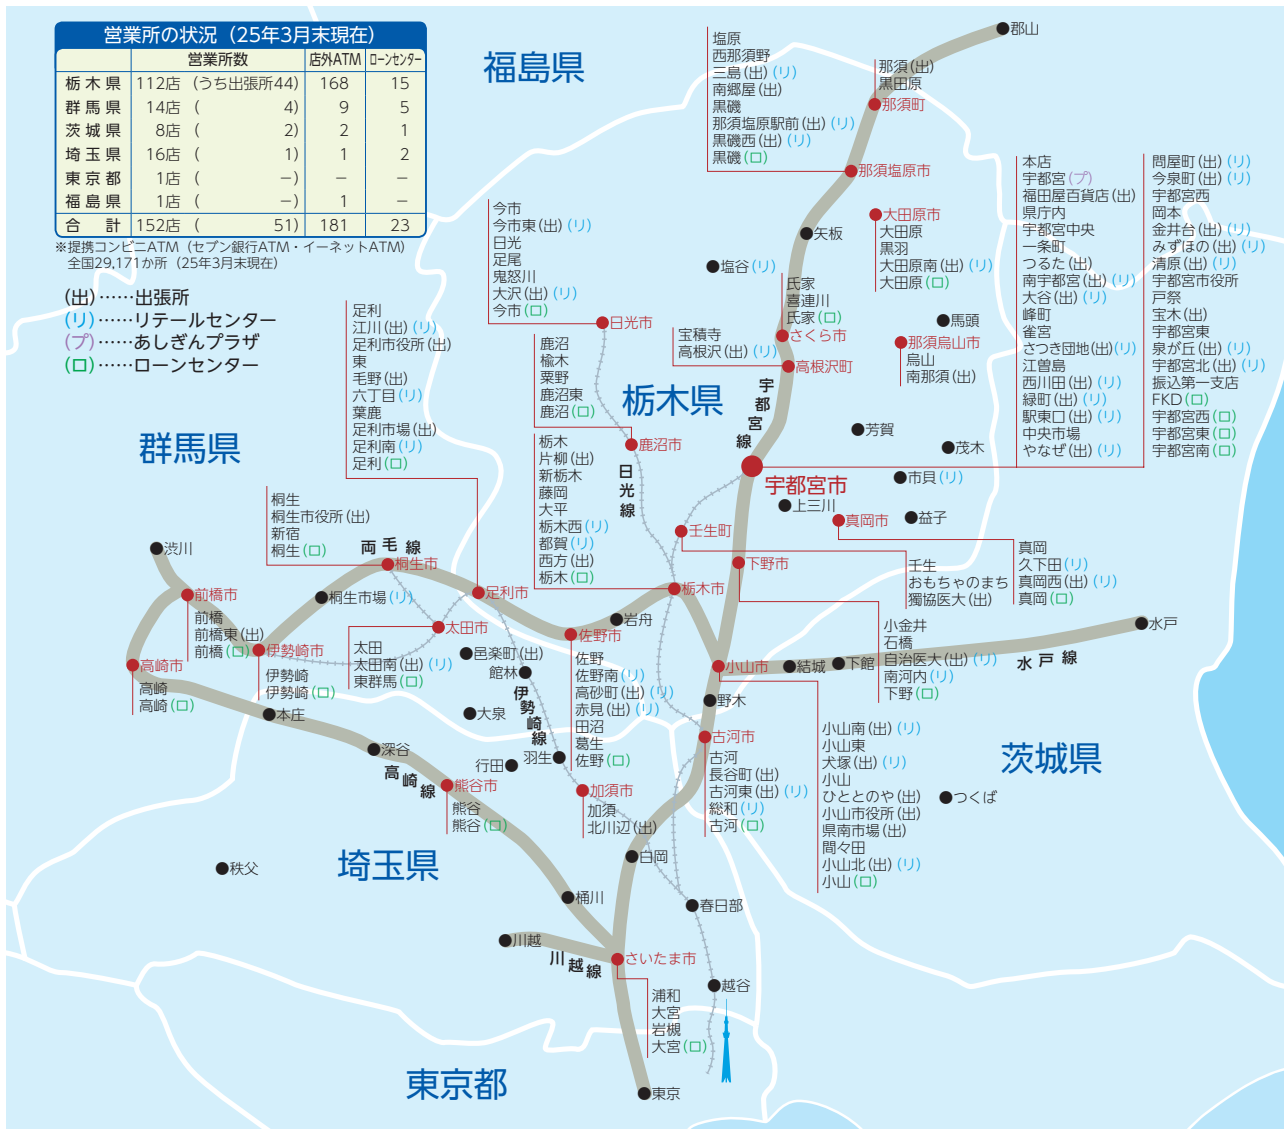 営業所の状況（25年3月末現在）
営業所数 店外ATM ローンセンター
栃木県 112店（うち出張所44） 168 15
群馬県 14店（ 4） 9 5
茨城県 8店（ 2） 2 1
埼玉県 16店（ 1） 1 2
東京都 1店（ −） − −
福島県 1店（ −） 1 −
合計 152店（ 51） 181 23
※提携コンビニATM（セブン銀行ATM・イーネットATM）
全国29,171か所（25年3月末現在）
(出)……出張所
(リ)……リテールセンター
(プ)……あしぎんプラザ
(ロ)……ローンセンター
福島県
郡山
塩原
西那須野
三島(出)(リ)
南郷屋(出)
黒磯
那須塩原駅前(出)(リ)
黒磯西(出)(リ)
黒磯(ロ)
那須塩原市
那須(出)
黒田原
那須町
大田原市
大田原
黒羽
大田原南(出)(リ)
大田原(ロ)
矢板
塩谷(リ)
本店
宇都宮(プ)
福田屋百貨店(出)
県庁内
宇都宮中央
一条町
つるた(出)
南宇都宮(出)(リ)
大谷(出)(リ)
峰町
雀宮
さつき団地(出)(リ)
江曽島
西川田(出)(リ)
緑町(出)(リ)
駅東口(出)(リ)
中央市場
やなぜ(出)(リ)
問屋町(出)(リ)
今泉町(出)(リ)
宇都宮西
岡本
金井台(出)(リ)
みずほの(出)(リ)
清原(出)(リ)
宇都宮市役所
戸祭
宝木(出)
宇都宮東
泉が丘(出)(リ)
宇都宮北(出)(リ)
振込第一支店
FKD(ロ)
宇都宮西(ロ)
宇都宮東(ロ)
宇都宮南(ロ)
今市
今市東(出)(リ)
日光
足尾
鬼怒川
大沢(出)(リ)
今市(ロ)
日光市
氏家
喜連川
氏家(ロ)
さくら市
宝積寺
高根沢(出)(リ)
高根沢町
馬頭
那須烏山市
烏山
南那須(出)
足利
江川(出)(リ)
足利市役所(出)
東
毛野(出)
六丁目(リ)
葉鹿
足利市場(出)
足利南(リ)
足利(ロ)
鹿沼
楡木
粟野
鹿沼東
鹿沼(ロ)
鹿沼市
栃木県
宇都宮線
日光線
栃木
片柳(出)
新栃木
藤岡
大平
栃木西(リ)
都賀(リ)
西方(出)
栃木(ロ)
群馬県
芳賀
茂木
市貝(リ)
宇都宮市
上三川
真岡市
益子
真岡
久下田(リ)
真岡西(出)(リ)
真岡(ロ)
桐生
桐生市役所(出)
新宿
桐生(ロ)
両毛線
桐生市
渋川
壬生町
壬生
おもちゃのまち
獨協医大(出)
下野市
小金井
石橋
自治医大(出)(リ)
南河内(リ)
下野(ロ)
前橋市
前橋
前橋東(出)
前橋(ロ)
桐生市場(リ)
足利市
栃木市
岩舟
太田市
太田
太田南(出)(リ)
東群馬(ロ)
佐野市
佐野
佐野南(リ)
高砂町(出)(リ)
赤見(出)(リ)
田沼
葛生
佐野(ロ)
伊勢崎市
伊勢崎
伊勢崎(ロ)
高崎市
高崎
高崎(ロ)
邑楽町(出)
館林
伊勢崎線
大泉
小山市
結城
下館
水戸線
水戸
野木
本庄
深谷
高崎線
行田
羽生
熊谷市
熊谷
熊谷(ロ)
加須市
加須
北川辺(出)
古河市
古河
長谷町(出)
古河東(出)(リ)
総和(リ)
古河(ロ)
小山南(出)(リ)
小山東
犬塚(出)(リ)
小山
ひととのや(出)
小山市役所(出)
県南市場(出)
間々田
小山北(出)(リ)
小山(ロ)
茨城県
つくば
埼玉県
秩父
白岡
桶川
春日部
川越
川越線
さいたま市
浦和
大宮
岩槻
大宮(ロ)
越谷
東京都
東京